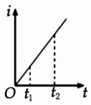 i
O t₁ t₂ t